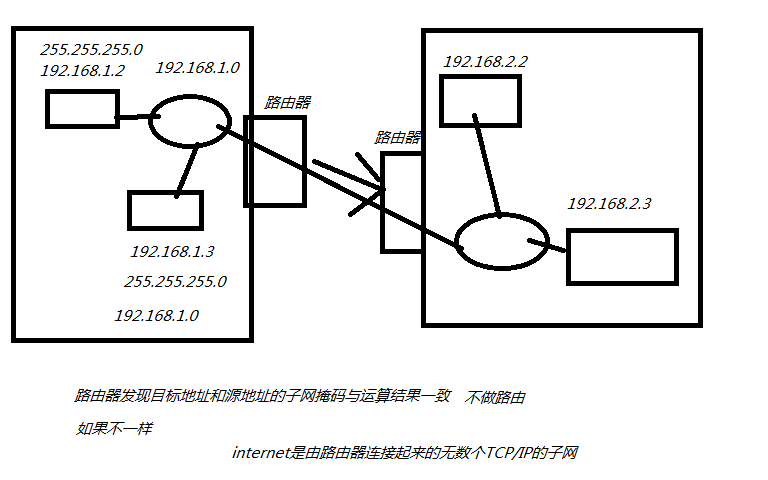 255.255.255.0
192.168.1.2
192.168.1.0
路由器
192.168.1.3
255.255.255.0
192.168.1.0
路由器
192.168.2.2
192.168.2.3
路由器发现目标地址和源地址的子网掩码与运算结果一致 不做路由
如果不一样
internet是由路由器连接起来的无数个TCP/IP的子网